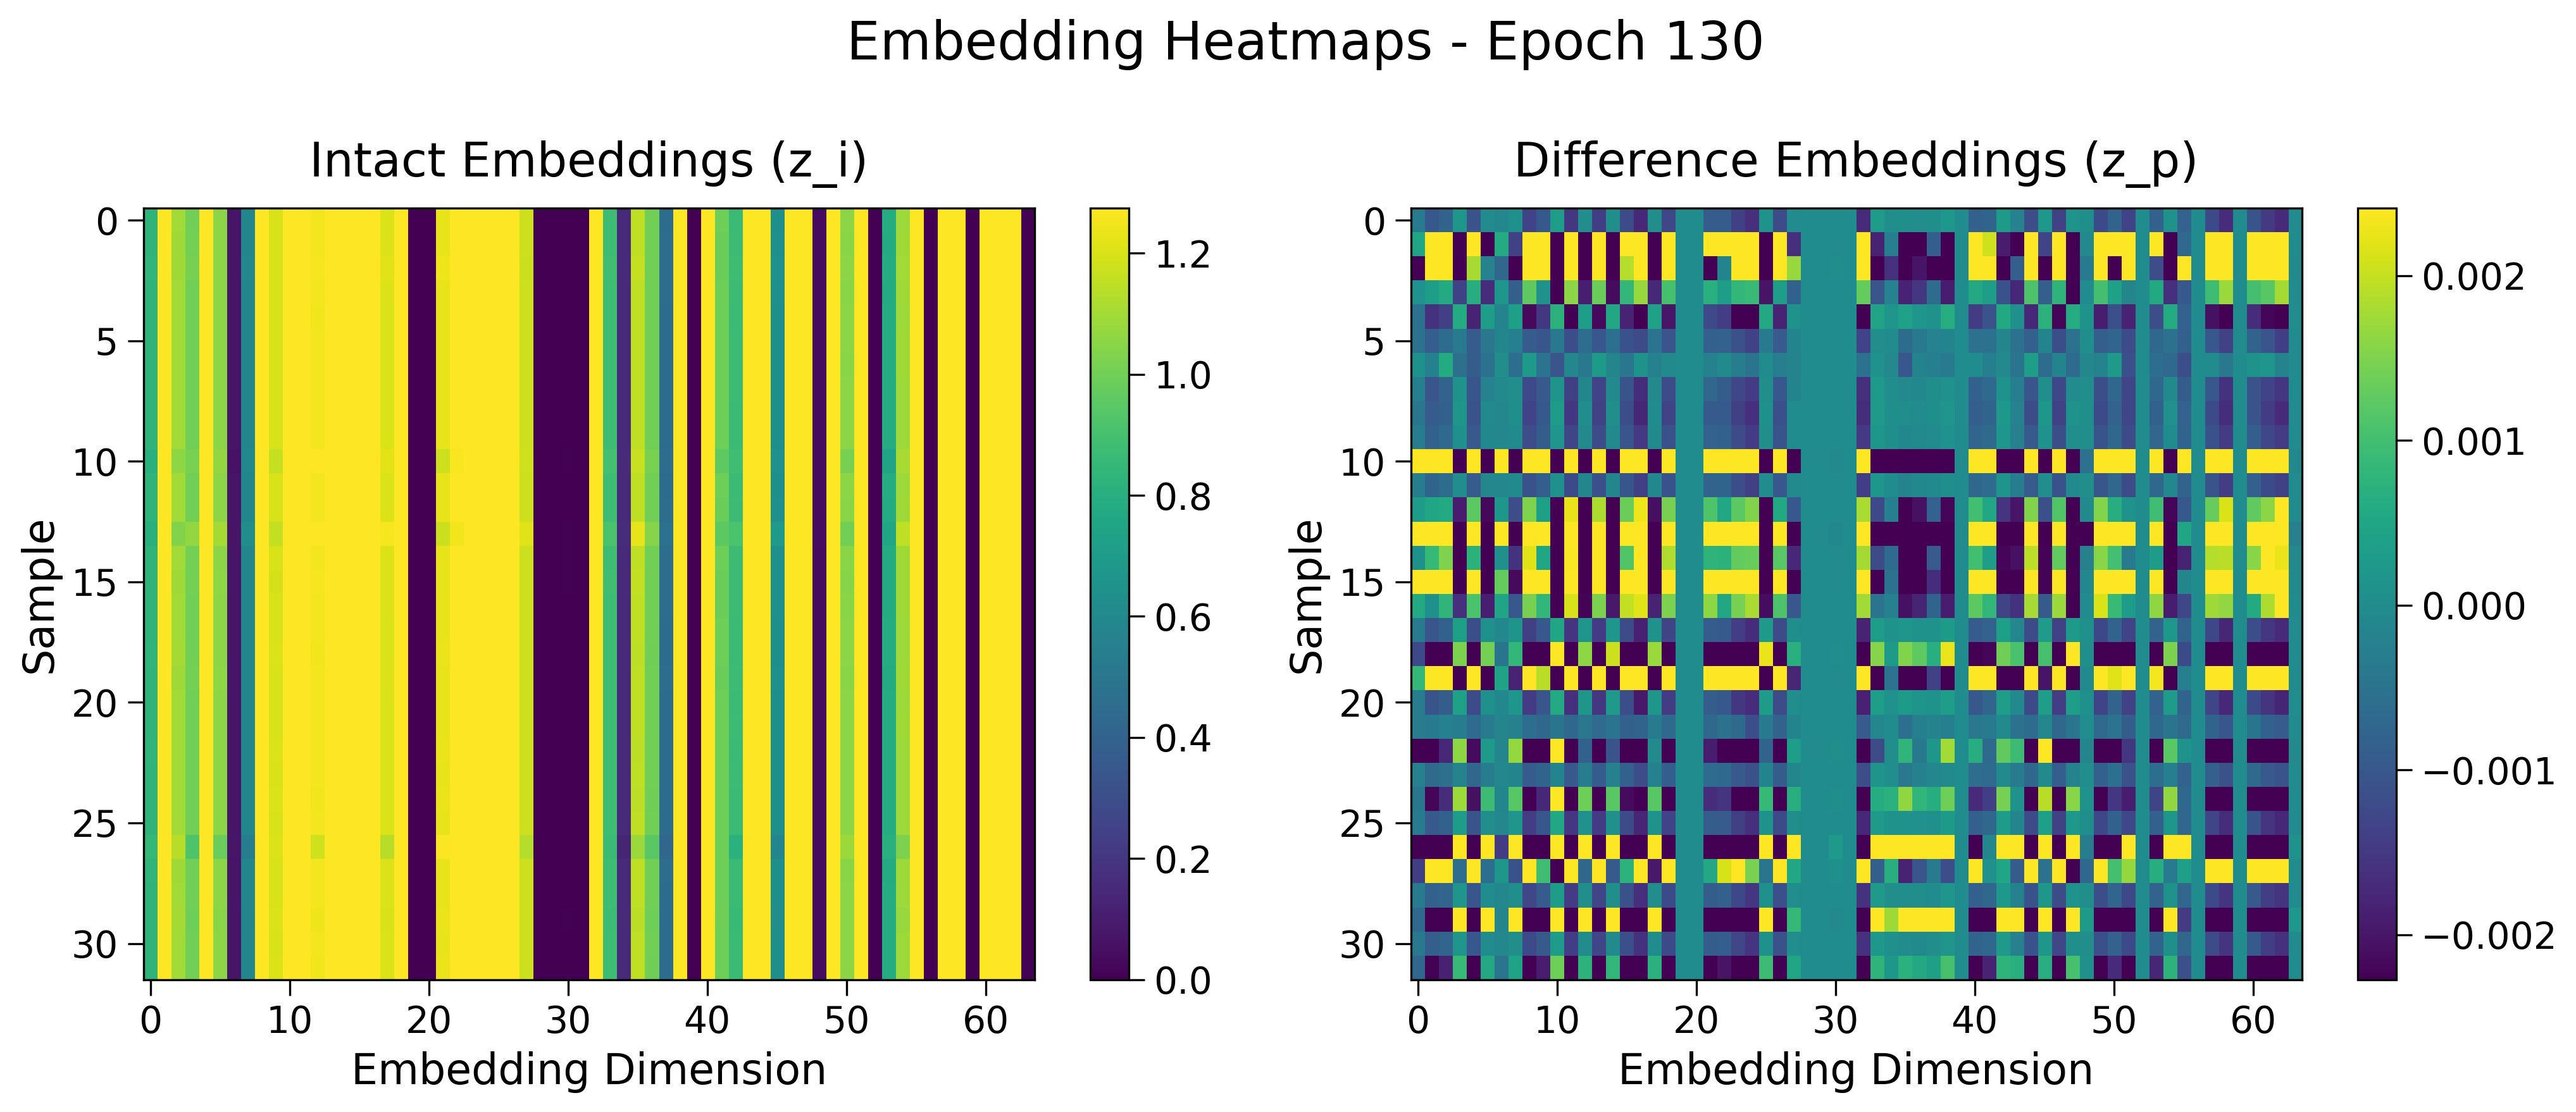 Embedding Heatmaps - Epoch 130
Intact Embeddings (z_i)
0
5
10
15
20
25
30
Sample
0 10 20 30 40 50 60
Embedding Dimension
1.2
1.0
0.8
0.6
0.4
0.2
0.0
Difference Embeddings (z_p)
0
5
10
15
20
25
30
Sample
0 10 20 30 40 50 60
Embedding Dimension
0.002
0.001
0.000
−0.001
−0.002